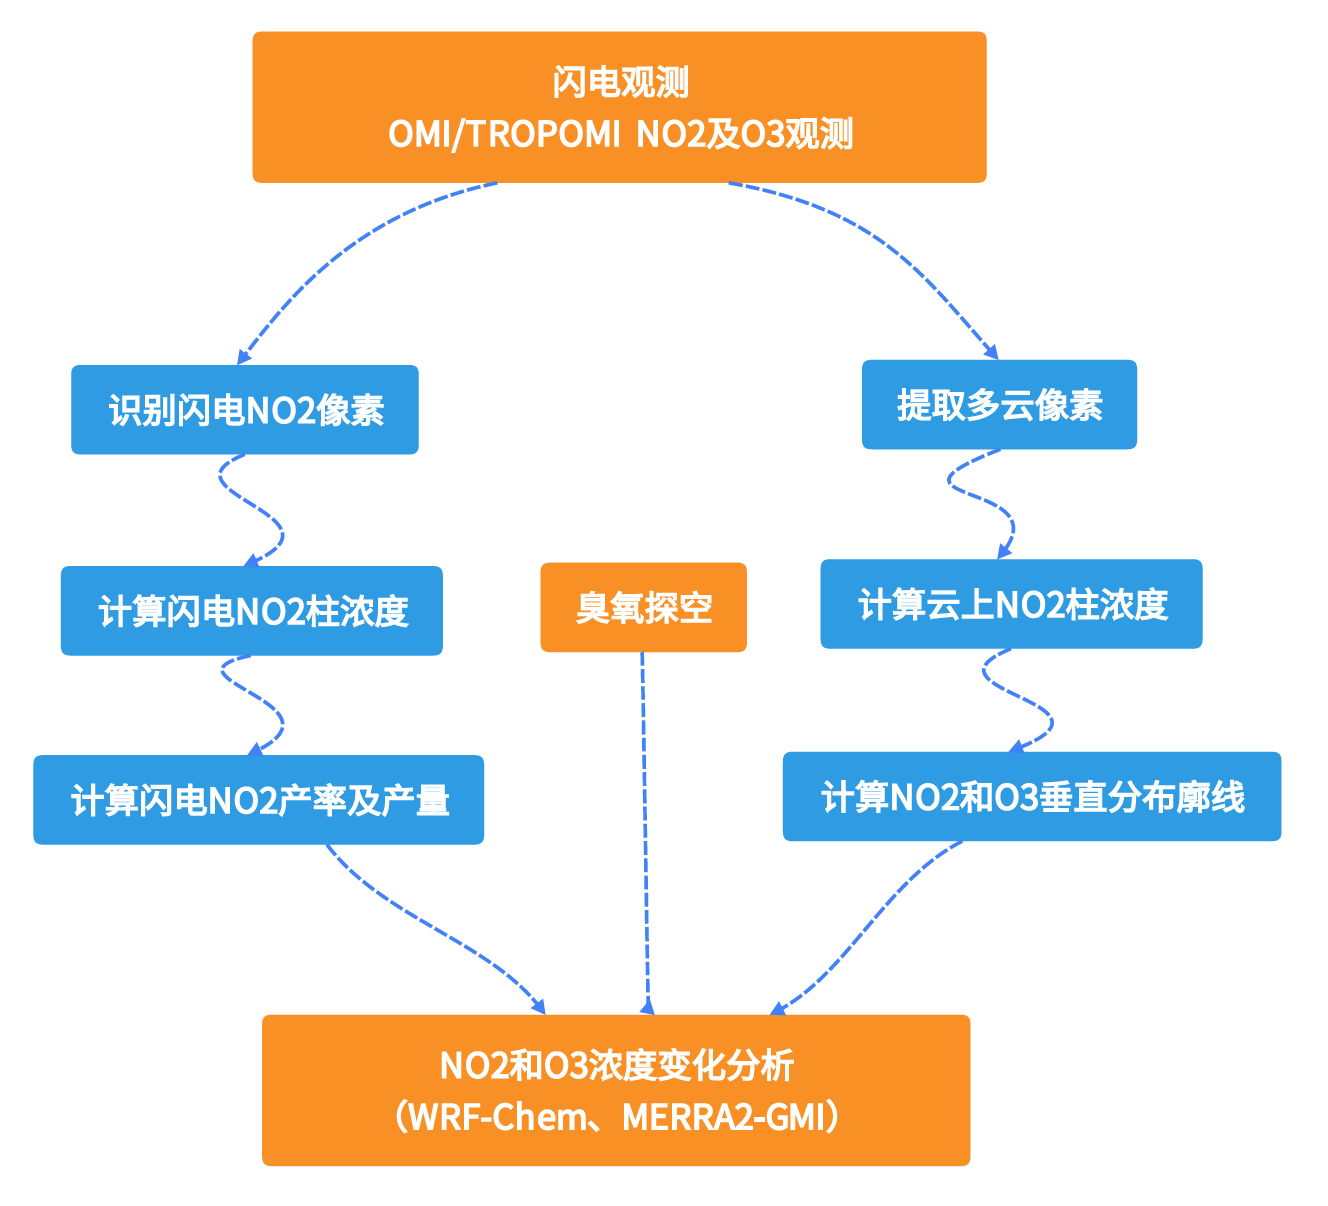 闪电观测
OMI/TROPOMI NO2及O3观测
识别闪电NO2像素
提取多云像素
计算闪电NO2柱浓度
臭氧探空
计算云上NO2柱浓度
计算闪电NO2产率及产量
计算NO2和O3垂直分布廓线
NO2和O3浓度变化分析
（WRF-Chem、MERRA2-GMI）